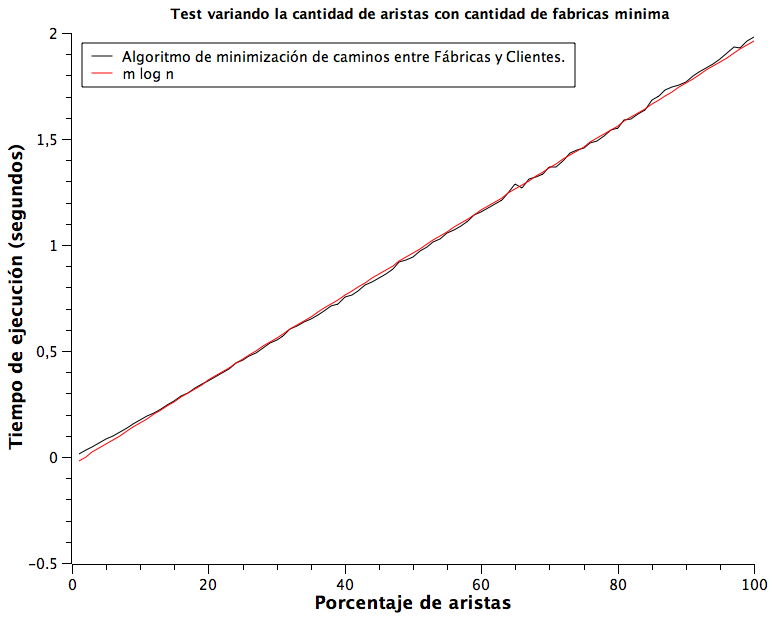 Test variando la cantidad de aristas con cantidad de fabricas minima
2
Algoritmo de minimización de caminos entre Fábricas y Clientes.
m log n
1,5
1
0,5
0
-0.5
0 20 40 60 80 100
Tiempo de ejecución (segundos)
Porcentaje de aristas